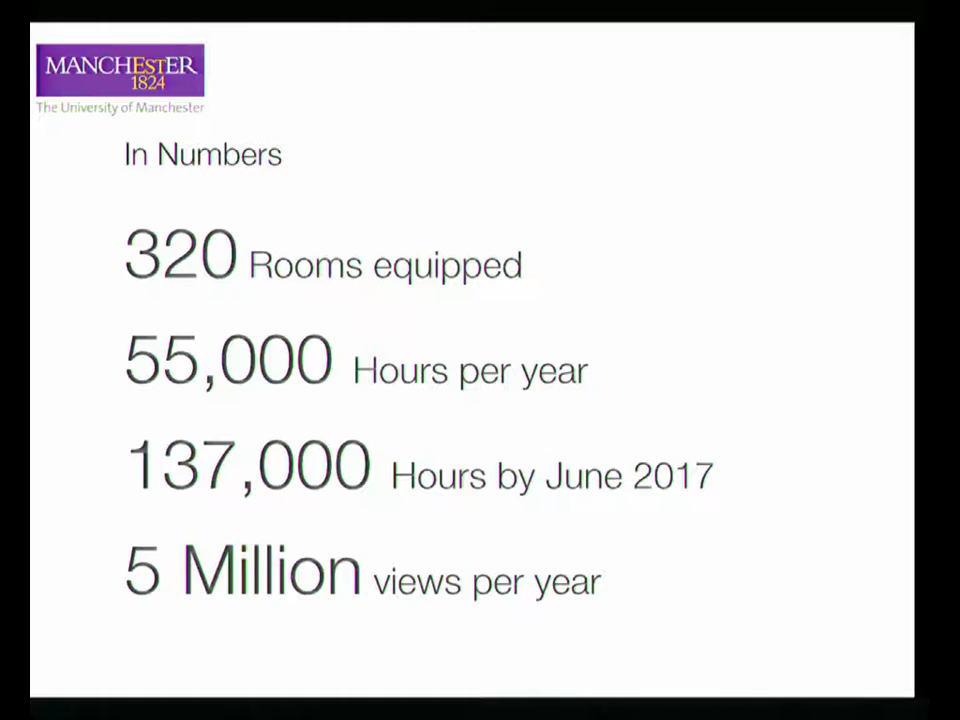 MANCHESTER
1824
The University of Manchester
In Numbers
320 Rooms equipped
55,000 Hours per year
137,000 Hours by June 2017
5 Million views per year